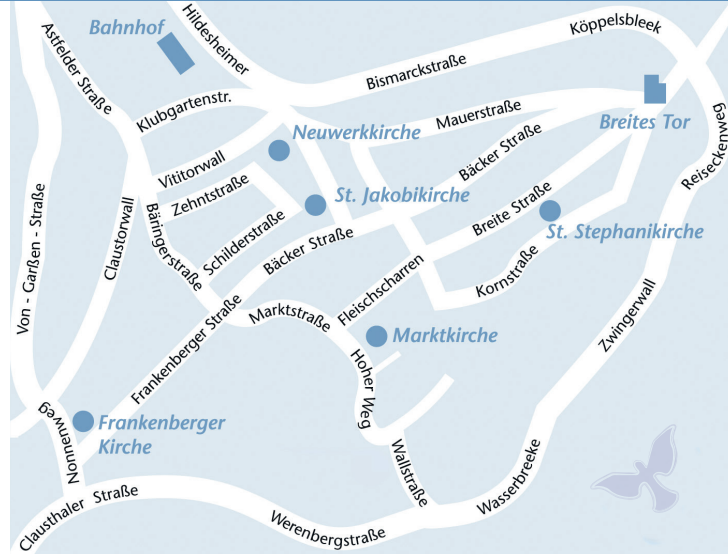 Bahnhof
Hildesheimer
Köppelsbleek
Astfelder Straße
Bismarckstraße
Klubgartenstr.
Mauerstraße
Neuwerkkirche
Breites Tor
Bäcker Straße
Reiseckenweg
Vititorwall
Zehntstraße
St. Jakobikirche
Von - Garßen - Straße
Claustorwall
Bäringerstraße
Schilderstraße
Bäcker Straße
Breite Straße
St. Stephanikirche
Kornstraße
Frankenberger Straße
Marktstraße
Fleischscharren
Marktkirche
Zwingerwall
Hoher Weg
Nonnenweg
Frankenberger
Kirche
Wallstraße
Wasserbreeke
Clausthaler Straße
Werenbergstraße